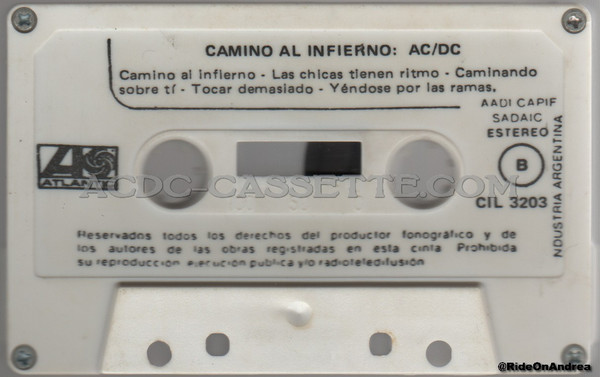 CAMINO AL INFIERNO: AC/DC
Camino al infierno - Las chicas tienen ritmo - Caminando
sobre tí - Tocar demasiado - Yéndose por las ramas.
AADI CAPIF
SADAIC
ESTEREO
B
CIL 3203
NDUSTRIA ARGENTINA
ATLANTIC
ACDC-CASSETTE.COM
Reservados todos los derechos del productor fonográfico y de
los autores de las obras registradas en esta cinta Prohibida
su reproducción ejecución publica y/o radioteledifusión
@RideOnAndrea